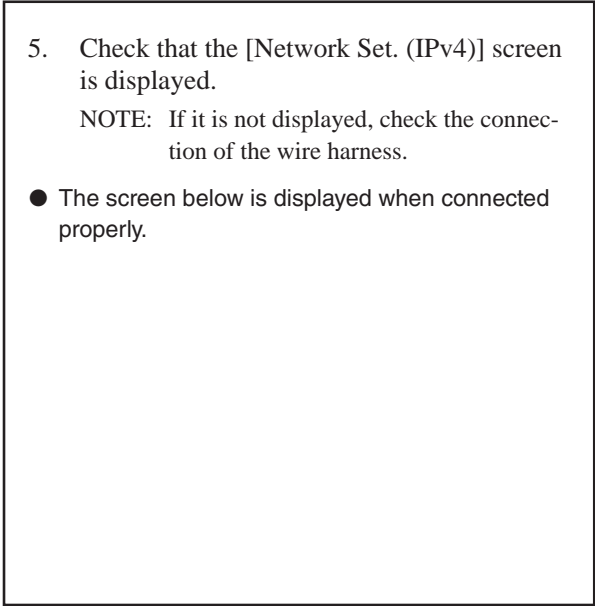 5. Check that the [Network Set. (IPv4)] screen
is displayed.
NOTE: If it is not displayed, check the connec-
tion of the wire harness.
● The screen below is displayed when connected
properly.